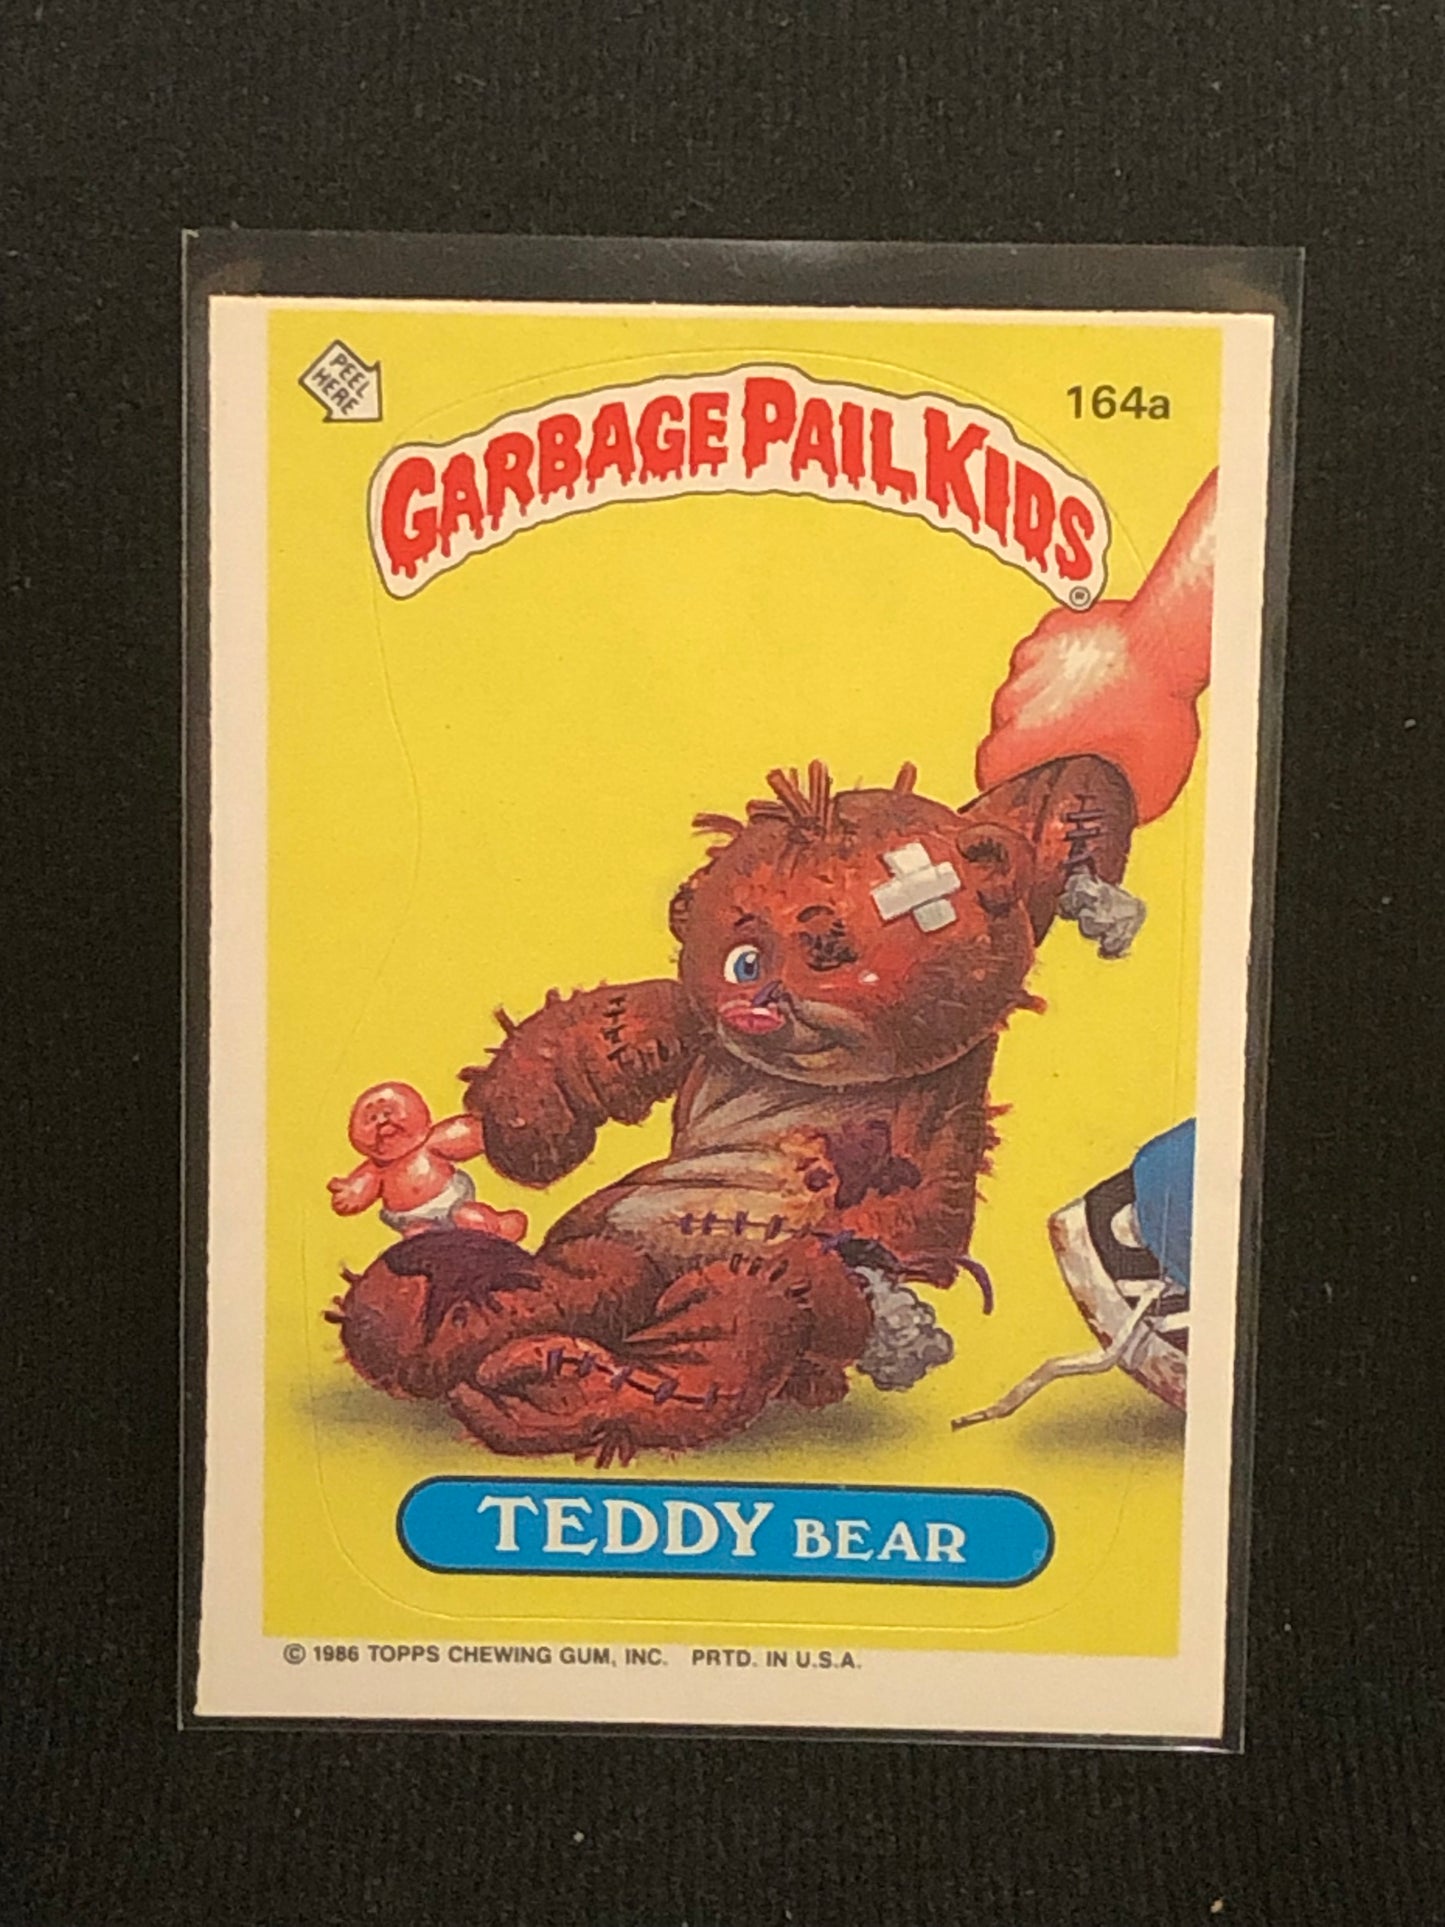 PEEL
HERE
164a
GARBAGE PAIL KIDS
®
TEDDY BEAR
© 1986 TOPPS CHEWING GUM, INC. PRTD. IN U.S.A.